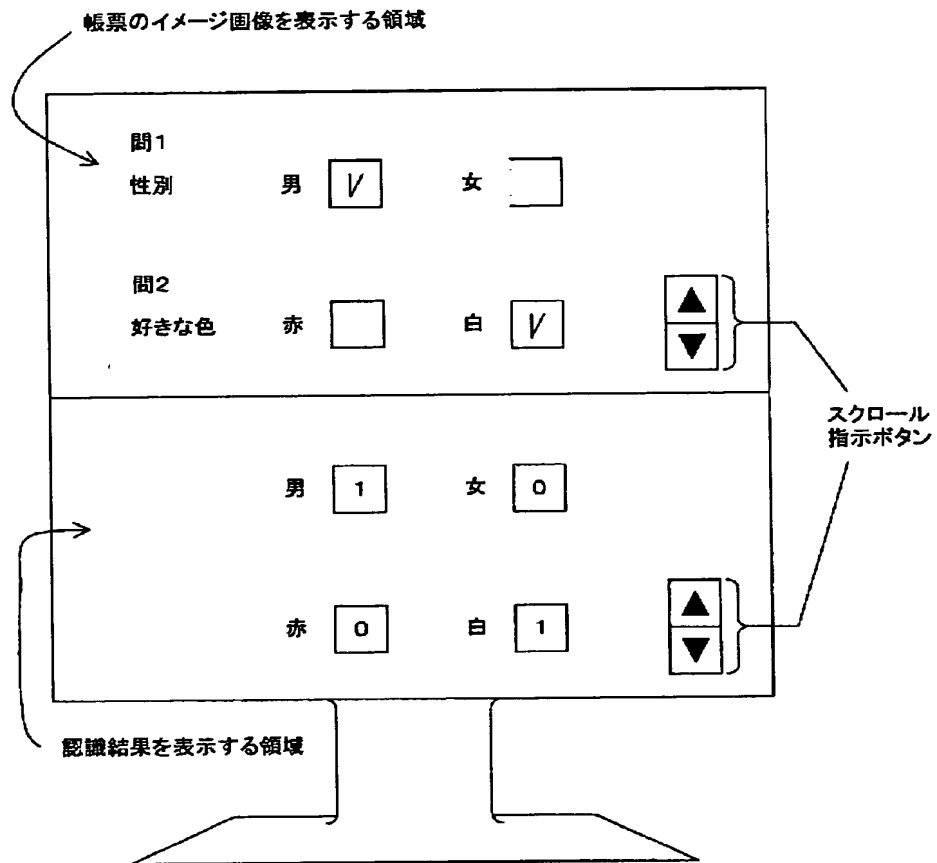 帳票のイメージ画像を表示する領域
問1
性別 男 V 女
問2
好きな色 赤 白 V
スクロール
指示ボタン
男 1 女 0
赤 0 白 1
認識結果を表示する領域